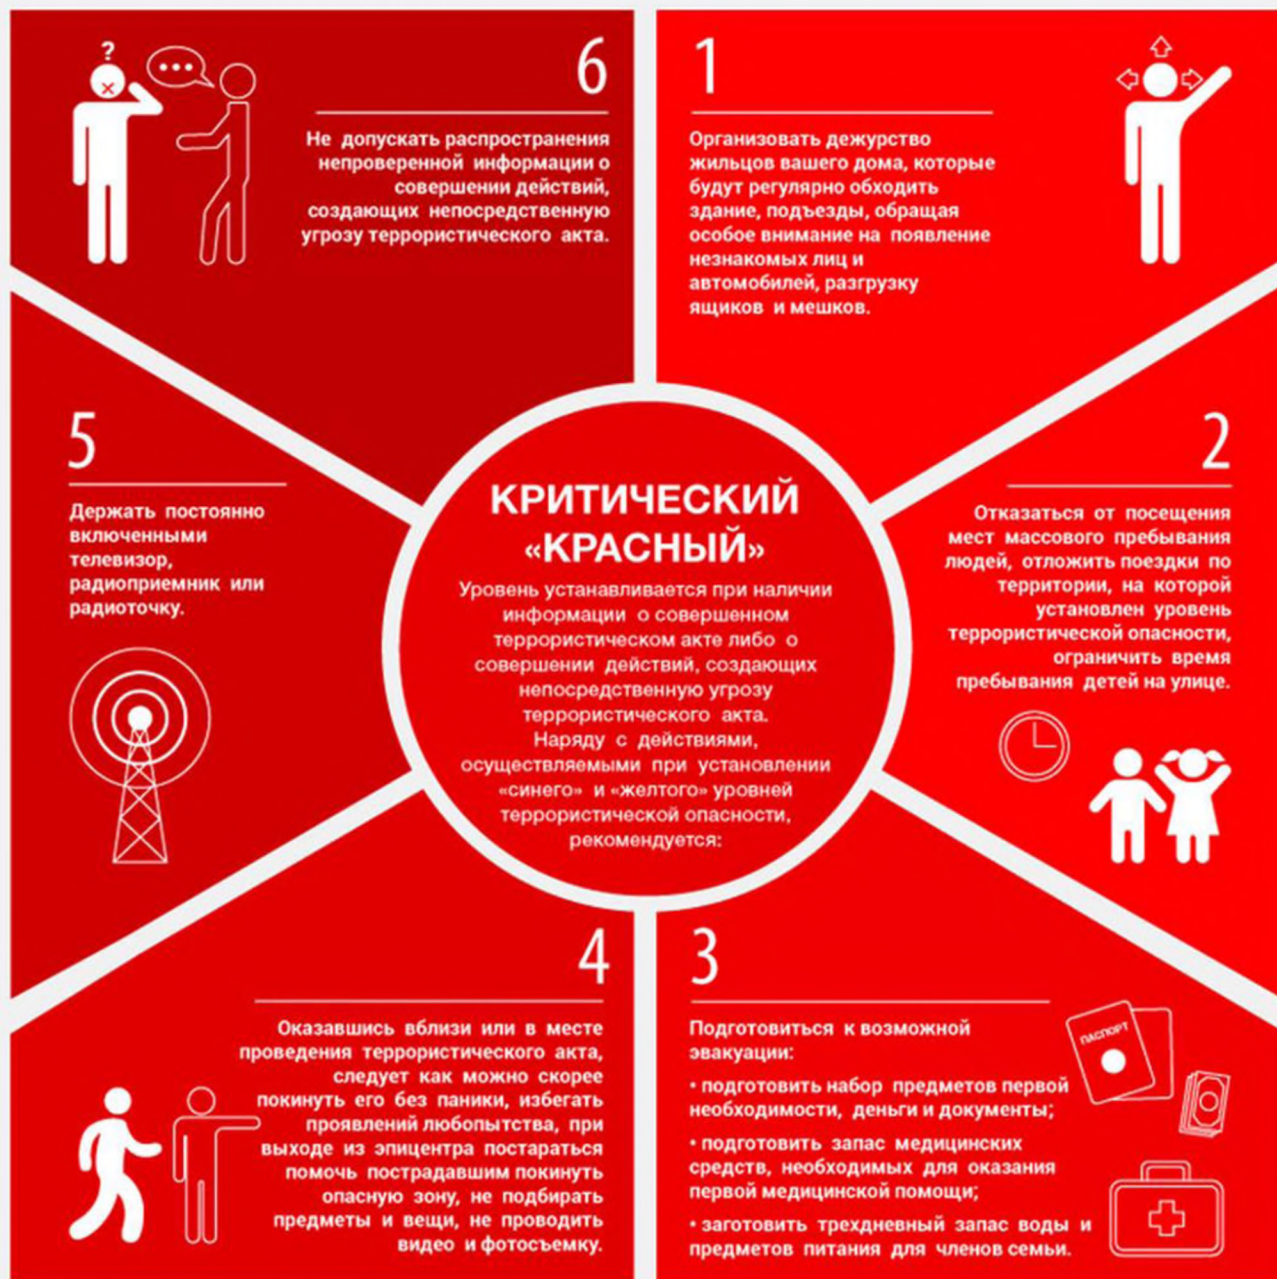 КРИТИЧЕСКИЙ
«КРАСНЫЙ»
Уровень устанавливается при наличии
информации о совершенном
террористическом акте либо о
совершении действий, создающих
непосредственную угрозу
террористического акта.
Наряду с действиями,
осуществляемыми при установлении
«синего» и «желтого» уровней
террористической опасности,
рекомендуется:
1
Организовать дежурство
жильцов вашего дома, которые
будут регулярно обходить
здание, подъезды, обращая
особое внимание на появление
незнакомых лиц и
автомобилей, разгрузку
ящиков и мешков.
2
Отказаться от посещения
мест массового пребывания
людей, отложить поездки по
территории, на которой
установлен уровень
террористической опасности,
ограничить время
пребывания детей на улице.
3
Подготовиться к возможной
эвакуации:
• подготовить набор предметов первой
необходимости, деньги и документы;
• подготовить запас медицинских
средств, необходимых для оказания
первой медицинской помощи;
• заготовить трехдневный запас воды и
предметов питания для членов семьи.
ПАСПОРТ
4
Оказавшись вблизи или в месте
проведения террористического акта,
следует как можно скорее
покинуть его без паники, избегать
проявлений любопытства, при
выходе из эпицентра постараться
помочь пострадавшим покинуть
опасную зону, не подбирать
предметы и вещи, не проводить
видео и фотосъемку.
5
Держать постоянно
включенными
телевизор,
радиоприемник или
радиоточку.
6
?
Не допускать распространения
непроверенной информации о
совершении действий,
создающих непосредственную
угрозу террористического акта.